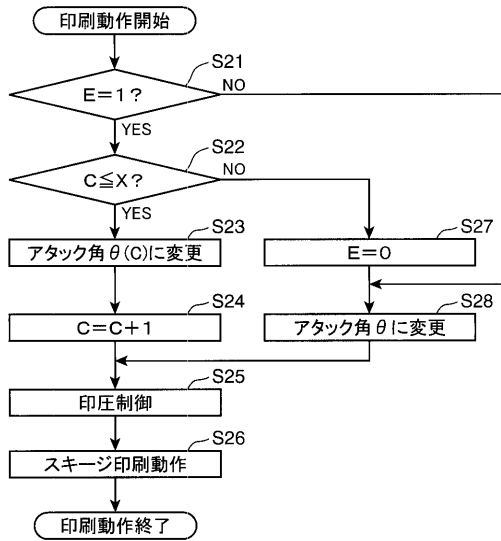 印刷動作開始
S21
E=1?
NO
YES
S22
C≦X?
NO
YES
S23
アタック角θ(C)に変更
S27
E=0
S24
C=C+1
S28
アタック角θに変更
S25
印圧制御
S26
スキージ印刷動作
印刷動作終了